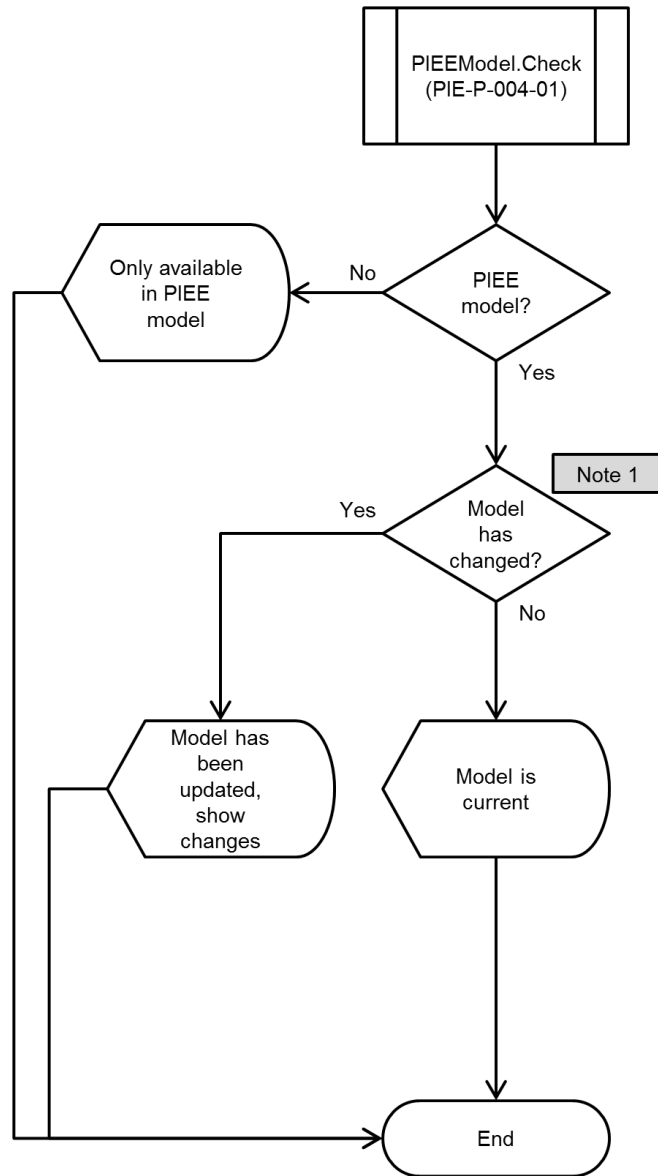 PIEEModel.Check
(PIE-P-004-01)
Only available
in PIEE
model
No
PIEE
model?
Yes
Note 1
Yes
Model
has
changed?
No
Model has
been
updated,
show
changes
Model is
current
End